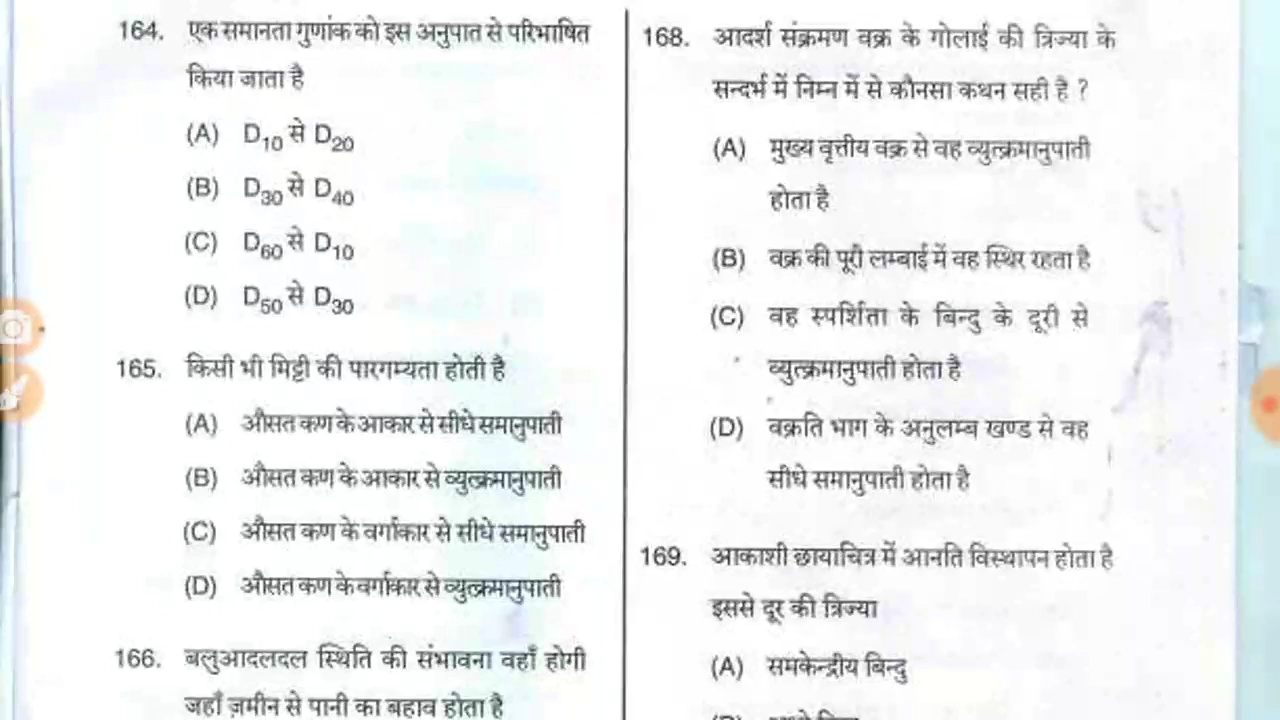 164. एक समानता गुणांक को इस अनुपात से परिभाषित
किया जाता है
(A) D10 से D20
(B) D30 से D40
(C) D60 से D10
(D) D50 से D30
165. किसी भी मिट्टी की पारगम्यता होती है
(A) औसत कण के आकार से सीधे समानुपाती
(B) औसत कण के आकार से व्युत्क्रमानुपाती
(C) औसत कण के वर्गाकार से सीधे समानुपाती
(D) औसत कण के वर्गाकार से व्युत्क्रमानुपाती
166. बलुआदलदल स्थिति की संभावना वहाँ होगी
जहाँ ज़मीन से पानी का बहाव होता है
168. आदर्श संक्रमण वक्र के गोलाई की त्रिज्या के
सन्दर्भ में निम्न में से कौनसा कथन सही है ?
(A) मुख्य वृत्तीय वक्र से वह व्युत्क्रमानुपाती
होता है
(B) वक्र की पूरी लम्बाई में वह स्थिर रहता है
(C) वह स्पर्शिता के बिन्दु के दूरी से
व्युत्क्रमानुपाती होता है
(D) वक्रति भाग के अनुलम्ब खण्ड से वह
सीधे समानुपाती होता है
169. आकाशी छायाचित्र में आनति विस्थापन होता है
इससे दूर की त्रिज्या
(A) समकेन्द्रीय बिन्दु